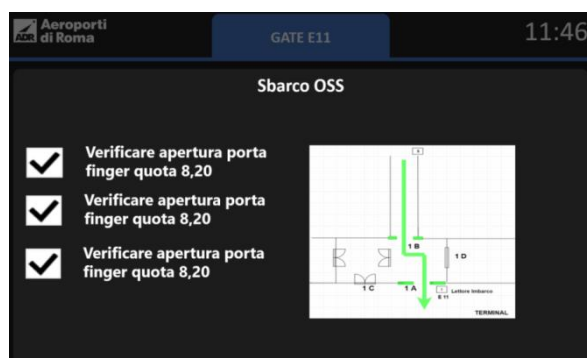 ADR Aeroporti
di Roma
GATE E11
11:46
Sbarco OSS
Verificare apertura porta
finger quota 8,20
Verificare apertura porta
finger quota 8,20
Verificare apertura porta
finger quota 8,20
1 B
1 D
1 C
1 A
Lettore Imbarco
E 11
TERMINAL